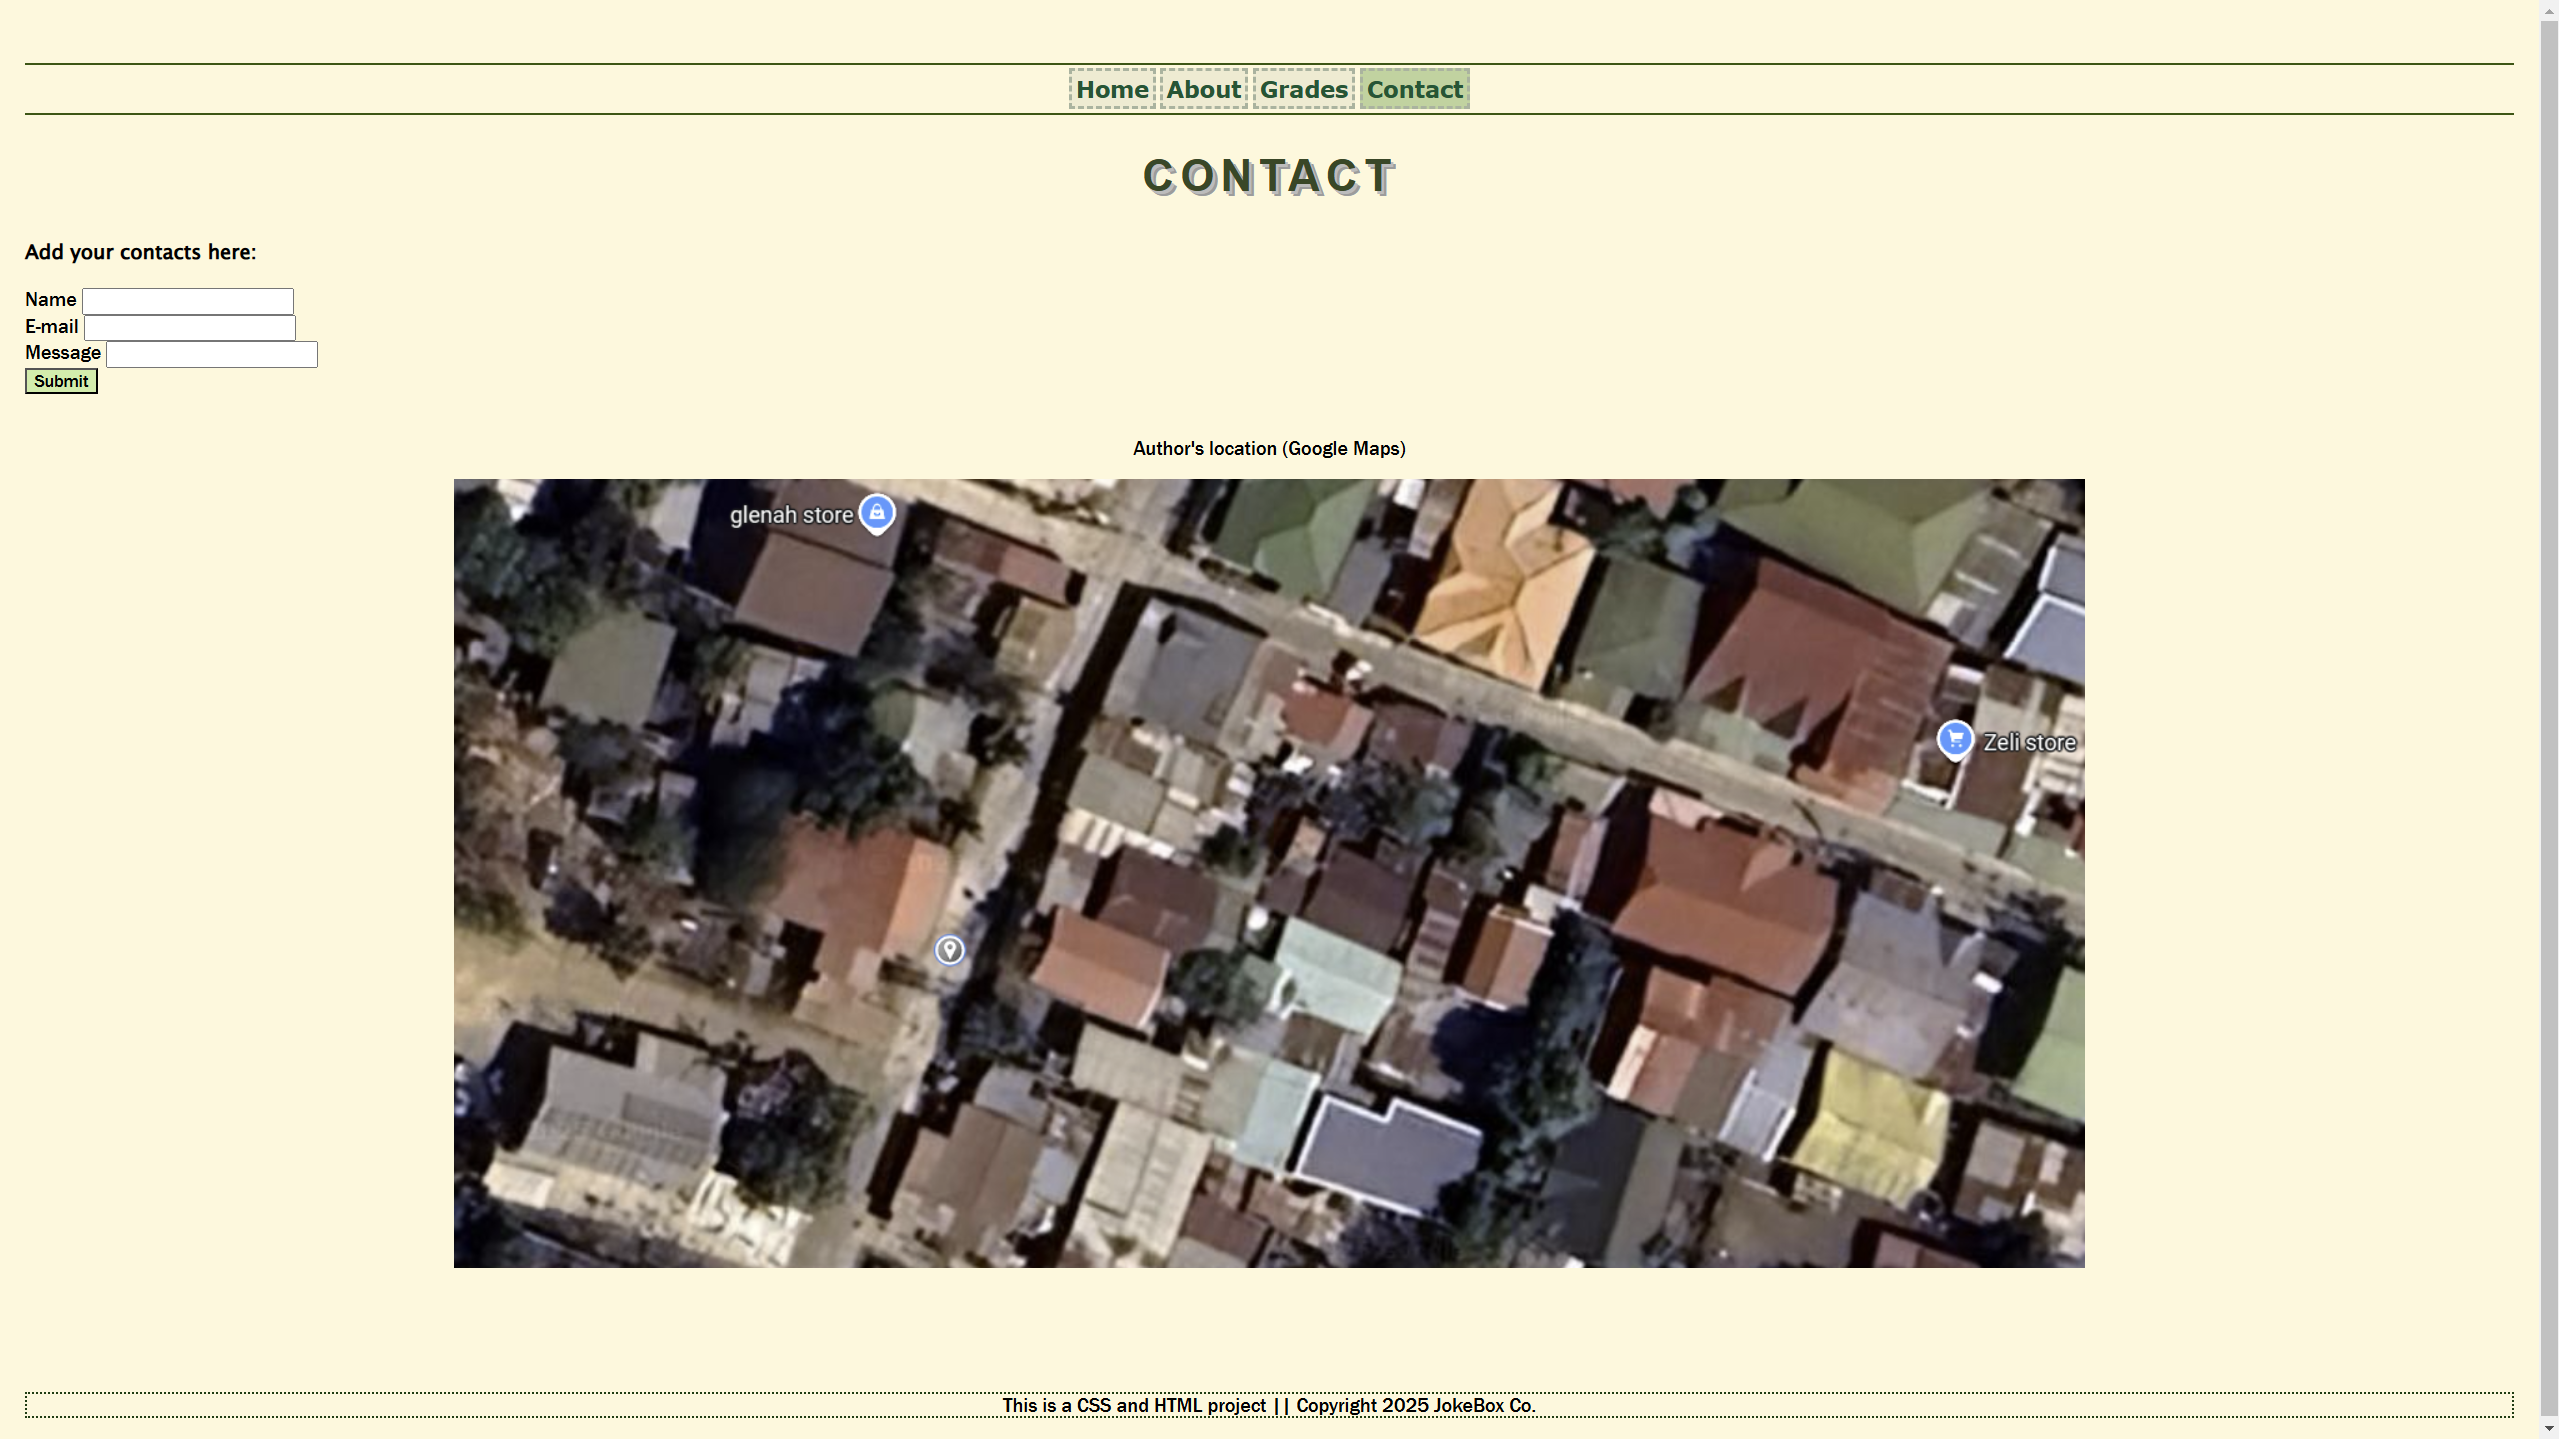 Home About Grades Contact
CONTACT
Add your contacts here:
Name
E-mail
Message
Submit
Author's location (Google Maps)
glenah store
Zeli store
This is a CSS and HTML project || Copyright 2025 JokeBox Co.